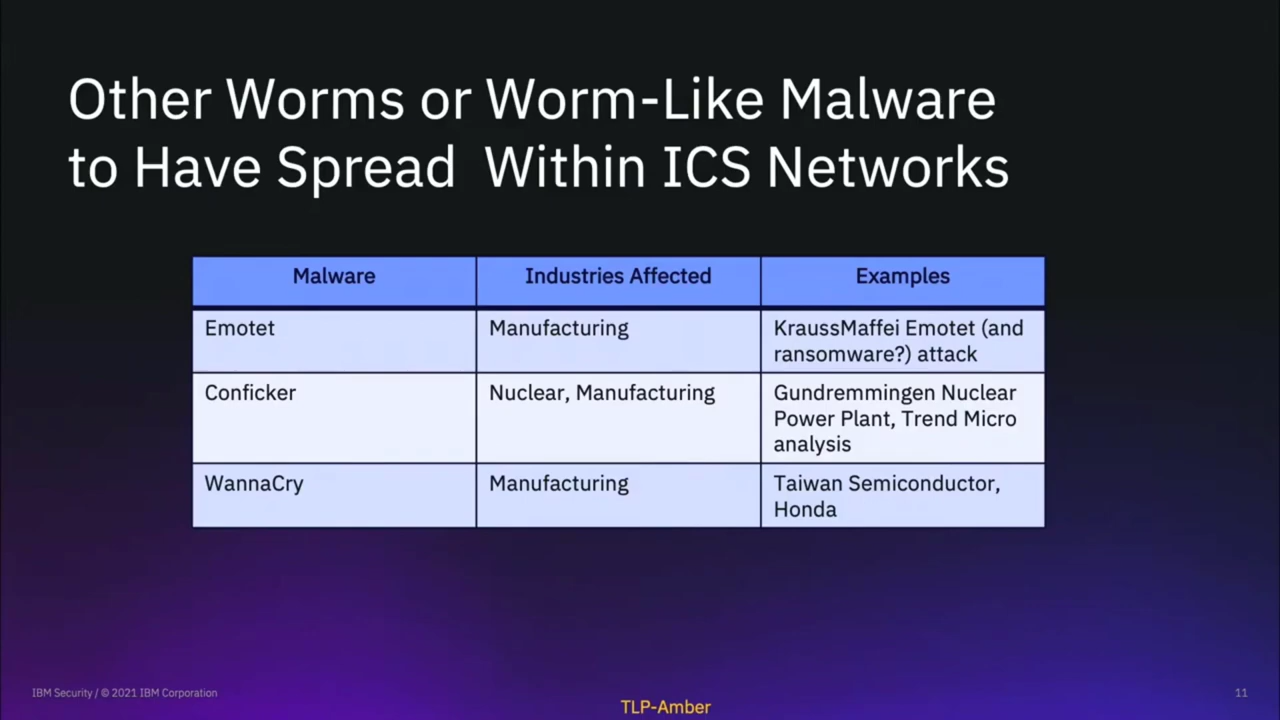 Other Worms or Worm-Like Malware
to Have Spread  Within ICS Networks
Malware
Industries Affected
Examples
Emotet
Manufacturing
KraussMaffei Emotet (and
ransomware?) attack
Conficker
Nuclear, Manufacturing
Gundremmingen Nuclear
Power Plant, Trend Micro
analysis
WannaCry
Manufacturing
Taiwan Semiconductor,
Honda
IBM Security / © 2021 IBM Corporation
TLP-Amber
11